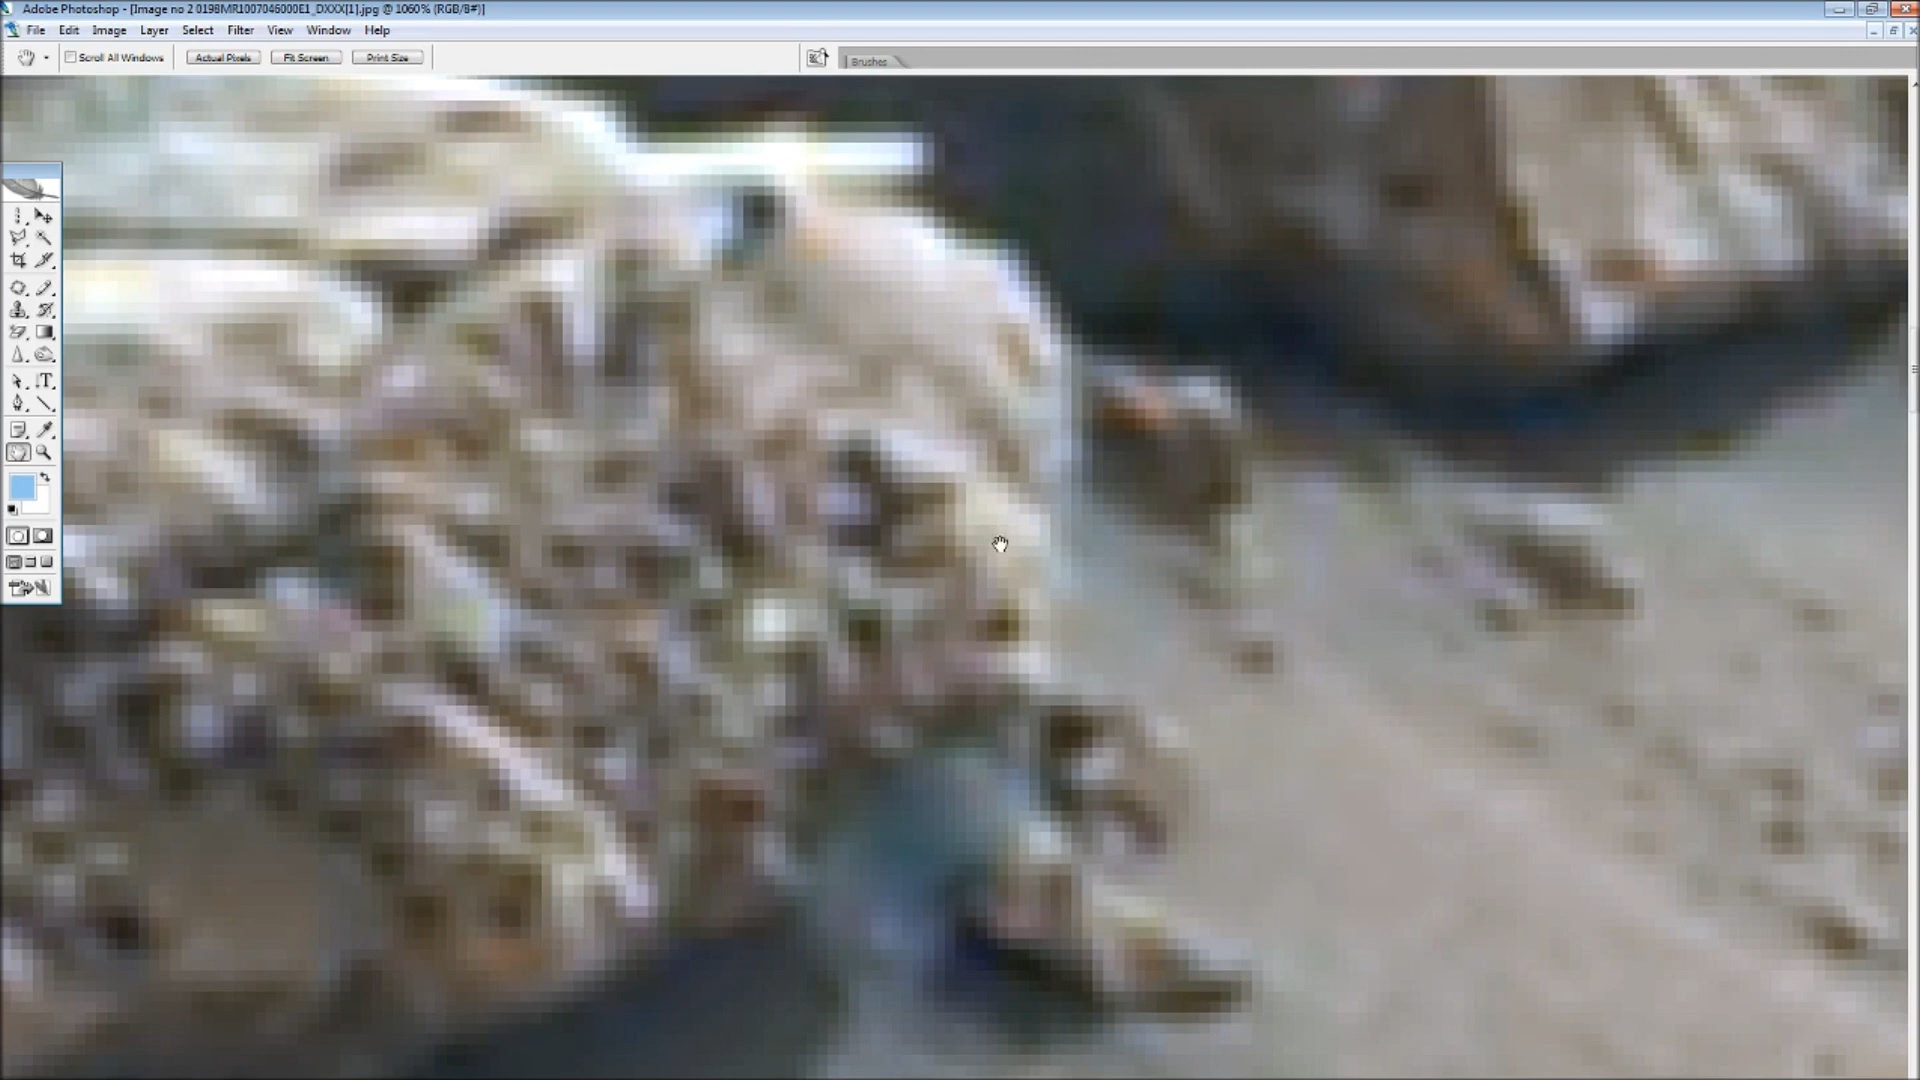 Adobe Photoshop - [Image no 2 0198MR1007046000E1_DXXX[1].jpg @ 1060% (RGB/8#)]
File Edit Image Layer Select Filter View Window Help
Scroll All Windows Actual Pixels Fit Screen Print Size Brushes